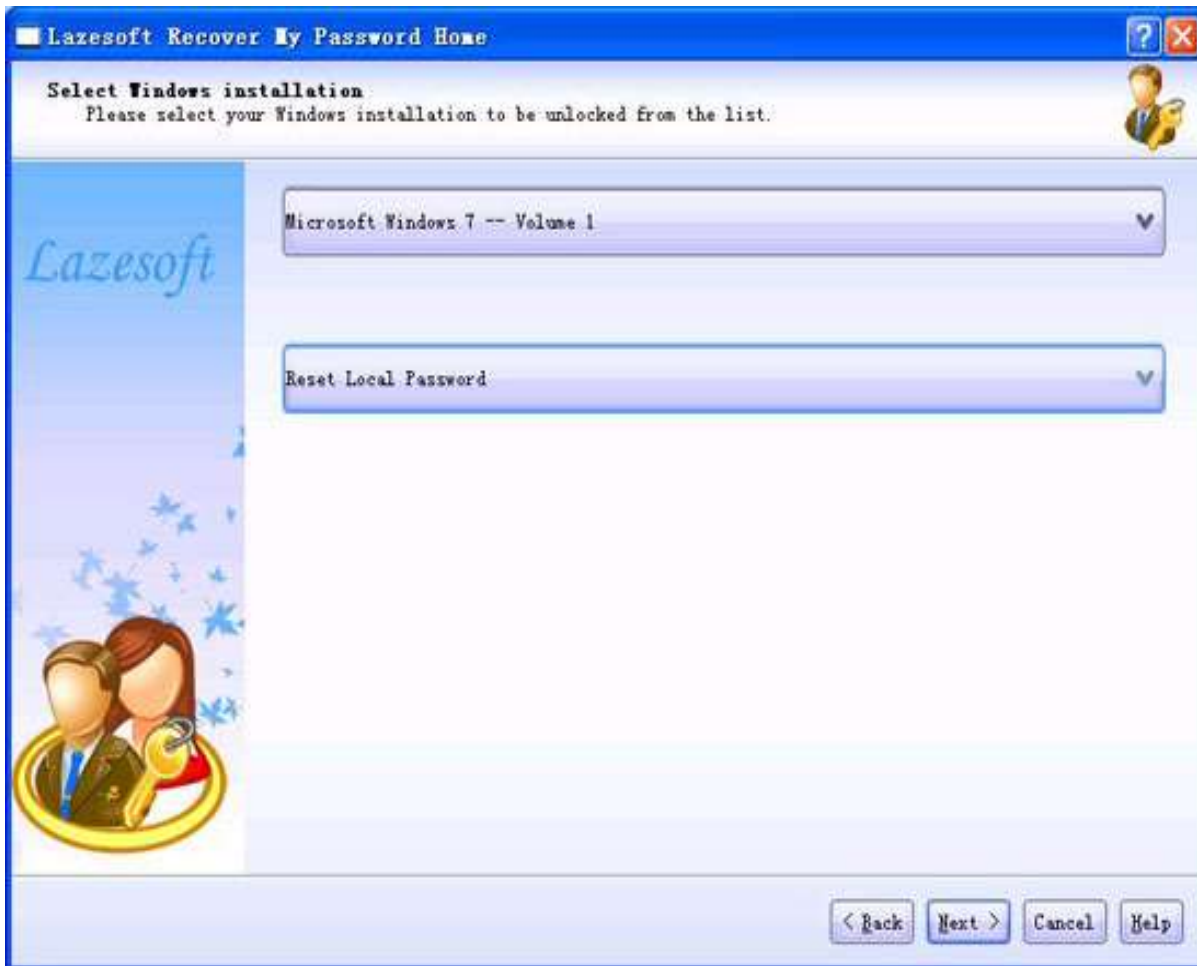 Lazesoft Recover My Password Home
Select Windows installation
Please select your Windows installation to be unlocked from the list.
Lazesoft
Microsoft Windows 7 -- Volume 1
Reset Local Password
< Back
Next >
Cancel
Help